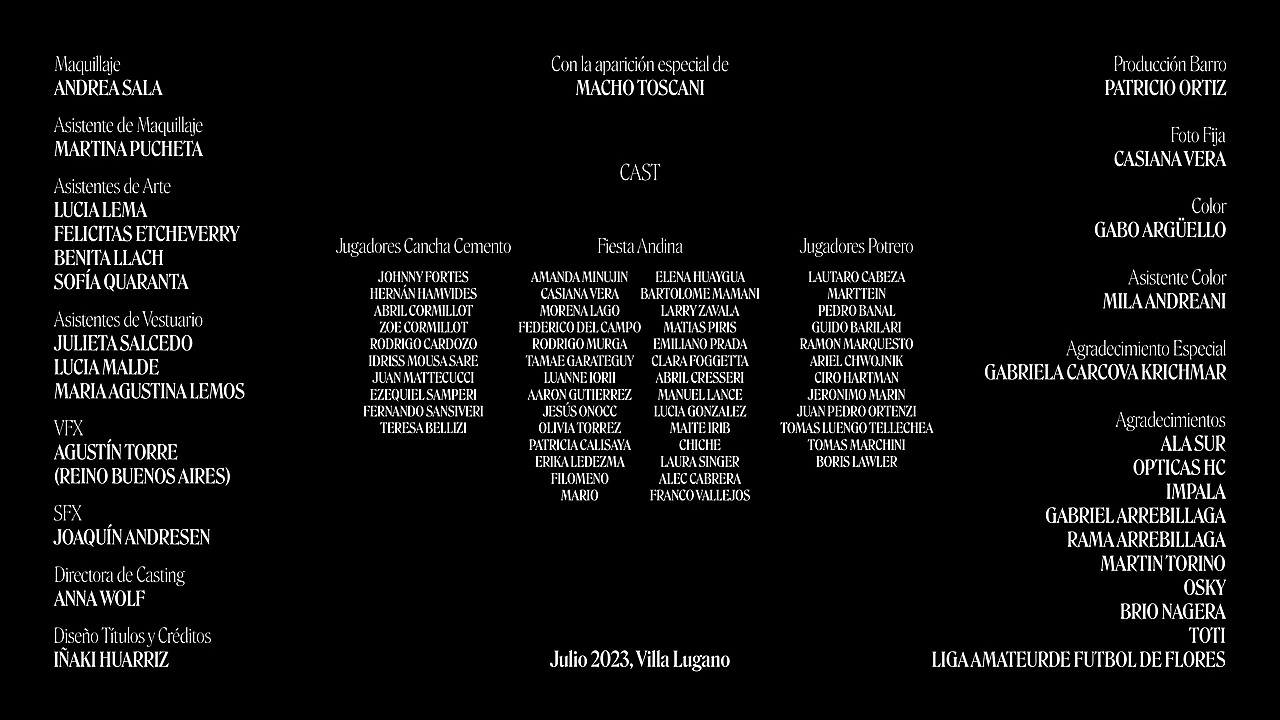 Maquillaje
ANDREA SALA
Asistente de Maquillaje
MARTINA PUCHETA
Asistentes de Arte
LUCIA LEMA
FELICITAS ETCHEVERRY
BENITA LLACH
SOFÍA QUARANTA
Asistentes de Vestuario
JULIETA SALCEDO
LUCIA MALDE
MARIA AGUSTINA LEMOS
VFX
AGUSTÍN TORRE
(REINO BUENOS AIRES)
SFX
JOAQUÍN ANDRESEN
Directora de Casting
ANNA WOLF
Diseño Títulos y Créditos
IÑAKI HUARRIZ
Con la aparición especial de
MACHO TOSCANI
CAST
Jugadores Cancha Cemento
JOHNNY FORTES
HERNÁN HAMVIDES
ABRIL CORMILLOT
ZOE CORMILLOT
RODRIGO CARDOZO
IDRISS MOUSA SARE
JUAN MATTECUCCI
EZEQUIEL SAMPERI
FERNANDO SANSIVERI
TERESA BELLIZI
Fiesta Andina
AMANDA MINUJIN
CASIANA VERA
MORENA LAGO
FEDERICO DEL CAMPO
RODRIGO MURGA
TAMAE GARATEGUY
LUANNE IORII
AARON GUTIERREZ
JESÚS ONOCC
OLIVIA TORREZ
PATRICIA CALISAYA
ERIKA LEDEZMA
FILOMENO
MARIO
ELENA HUAYGUA
BARTOLOME MAMANI
LARRY ZAVALA
MATIAS PIRIS
EMILIANO PRADA
CLARA FOGGETTA
ABRIL CRESSERI
MANUEL LANCE
LUCIA GONZALEZ
MAITE IRIB
CHICHE
LAURA SINGER
ALEC CABRERA
FRANCO VALLEJOS
Jugadores Potrero
LAUTARO CABEZA
MARTTEIN
PEDRO BANAL
GUIDO BARILARI
RAMON MARQUESTO
ARIEL CHWOJNIK
CIRO HARTMAN
JERONIMO MARIN
JUAN PEDRO ORTENZI
TOMAS LUENGO TELLECHEA
TOMAS MARCHINI
BORIS LAWLER
Julio 2023, Villa Lugano
Producción Barro
PATRICIO ORTIZ
Foto Fija
CASIANA VERA
Color
GABO ARGÜELLO
Asistente Color
MILA ANDREANI
Agradecimiento Especial
GABRIELA CARCOVA KRICHMAR
Agradecimientos
ALA SUR
OPTICAS HC
IMPALA
GABRIEL ARREBILLAGA
RAMA ARREBILLAGA
MARTIN TORINO
OSKY
BRIO NAGERA
TOTI
LIGA AMATEURDE FUTBOL DE FLORES